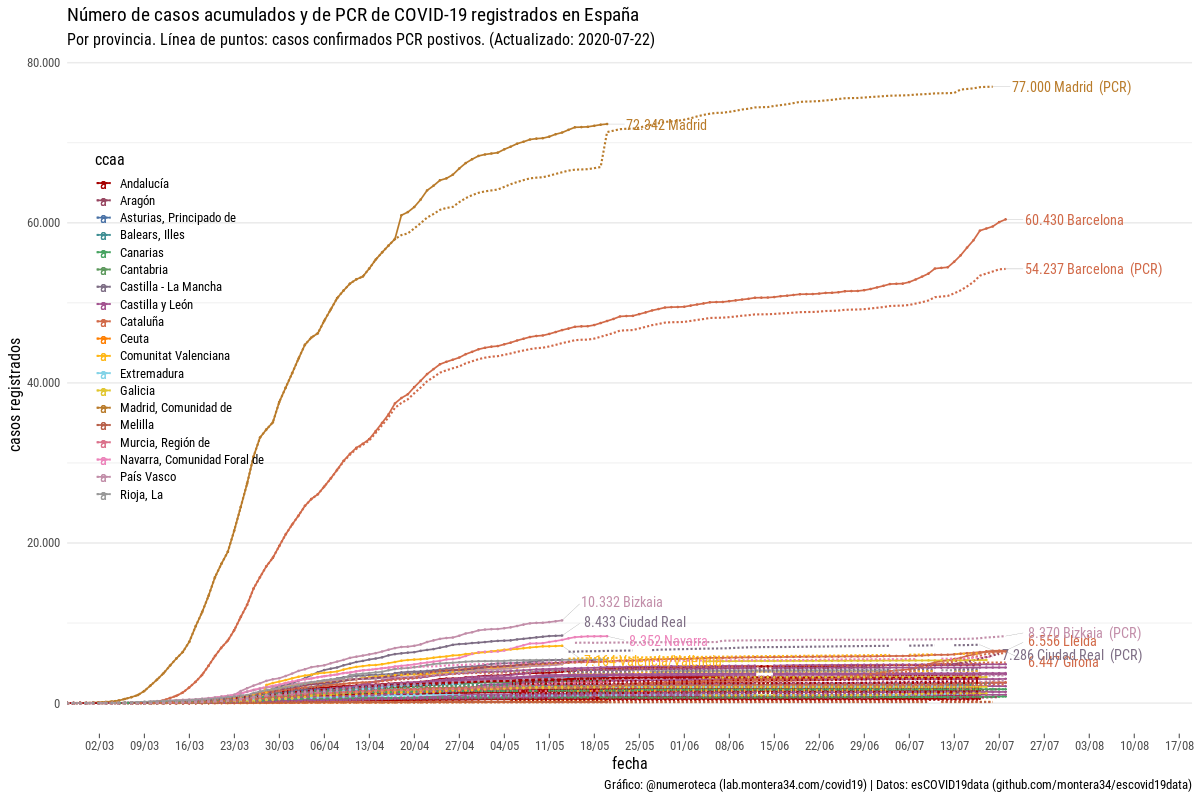 Número de casos acumulados y de PCR de COVID-19 registrados en España
Por provincia. Línea de puntos: casos confirmados PCR postivos. (Actualizado: 2020-07-22)
80.000
60.000
40.000
20.000
0
casos registrados
ccaa
Andalucía
Aragón
Asturias, Principado de
Balears, Illes
Canarias
Cantabria
Castilla - La Mancha
Castilla y León
Cataluña
Ceuta
Comunitat Valenciana
Extremadura
Galicia
Madrid, Comunidad de
Melilla
Murcia, Región de
Navarra, Comunidad Foral de
País Vasco
Rioja, La
77.000 Madrid (PCR)
72.342 Madrid
60.430 Barcelona
54.237 Barcelona (PCR)
10.332 Bizkaia
8.433 Ciudad Real
8.352 Navarra
8.370 Bizkaia (PCR)
6.556 Lleida
.286 Ciudad Real (PCR)
6.447 Girona
02/03 09/03 16/03 23/03 30/03 06/04 13/04 20/04 27/04 04/05 11/05 18/05 25/05 01/06 08/06 15/06 22/06 29/06 06/07 13/07 20/07 27/07 03/08 10/08 17/08
fecha
Gráfico: @numeroteca (lab.montera34.com/covid19) | Datos: esCOVID19data (github.com/montera34/escovid19data)